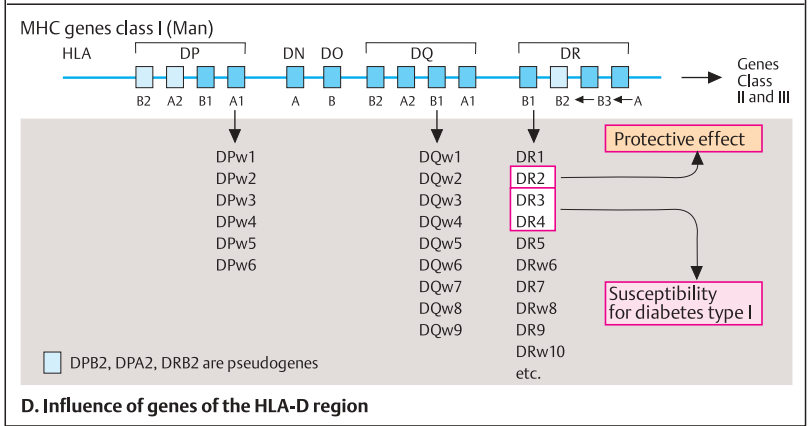 MHC genes class I (Man)
HLA
DP
DN
DO
DQ
DR
B2 A2 B1 A1 A B B2 A2 B1 A1 B1 B2 B3 A
Genes
Class
II and III
DPw1
DPw2
DPw3
DPw4
DPw5
DPw6
DQw1
DQw2
DQw3
DQw4
DQw5
DQw6
DQw7
DQw8
DQw9
DR1
DR2
DR3
DR4
DR5
DRw6
DR7
DRw8
DR9
DRw10
etc.
Protective effect
Susceptibility
for diabetes type I
DPB2, DPA2, DRB2 are pseudogenes
D. Influence of genes of the HLA-D region